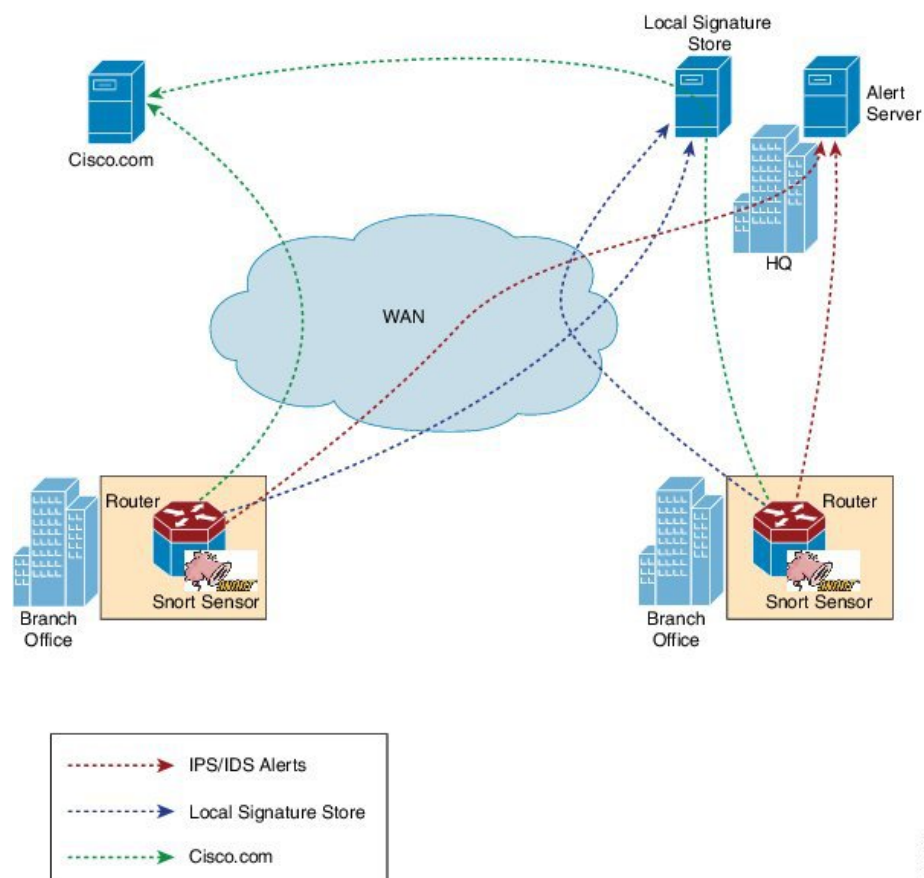 Local Signature
Store
Alert
Server
Cisco.com
HQ
WAN
Router
Snort Sensor
Branch
Office
Router
Snort Sensor
Branch
Office
IPS/IDS Alerts
Local Signature Store
Cisco.com